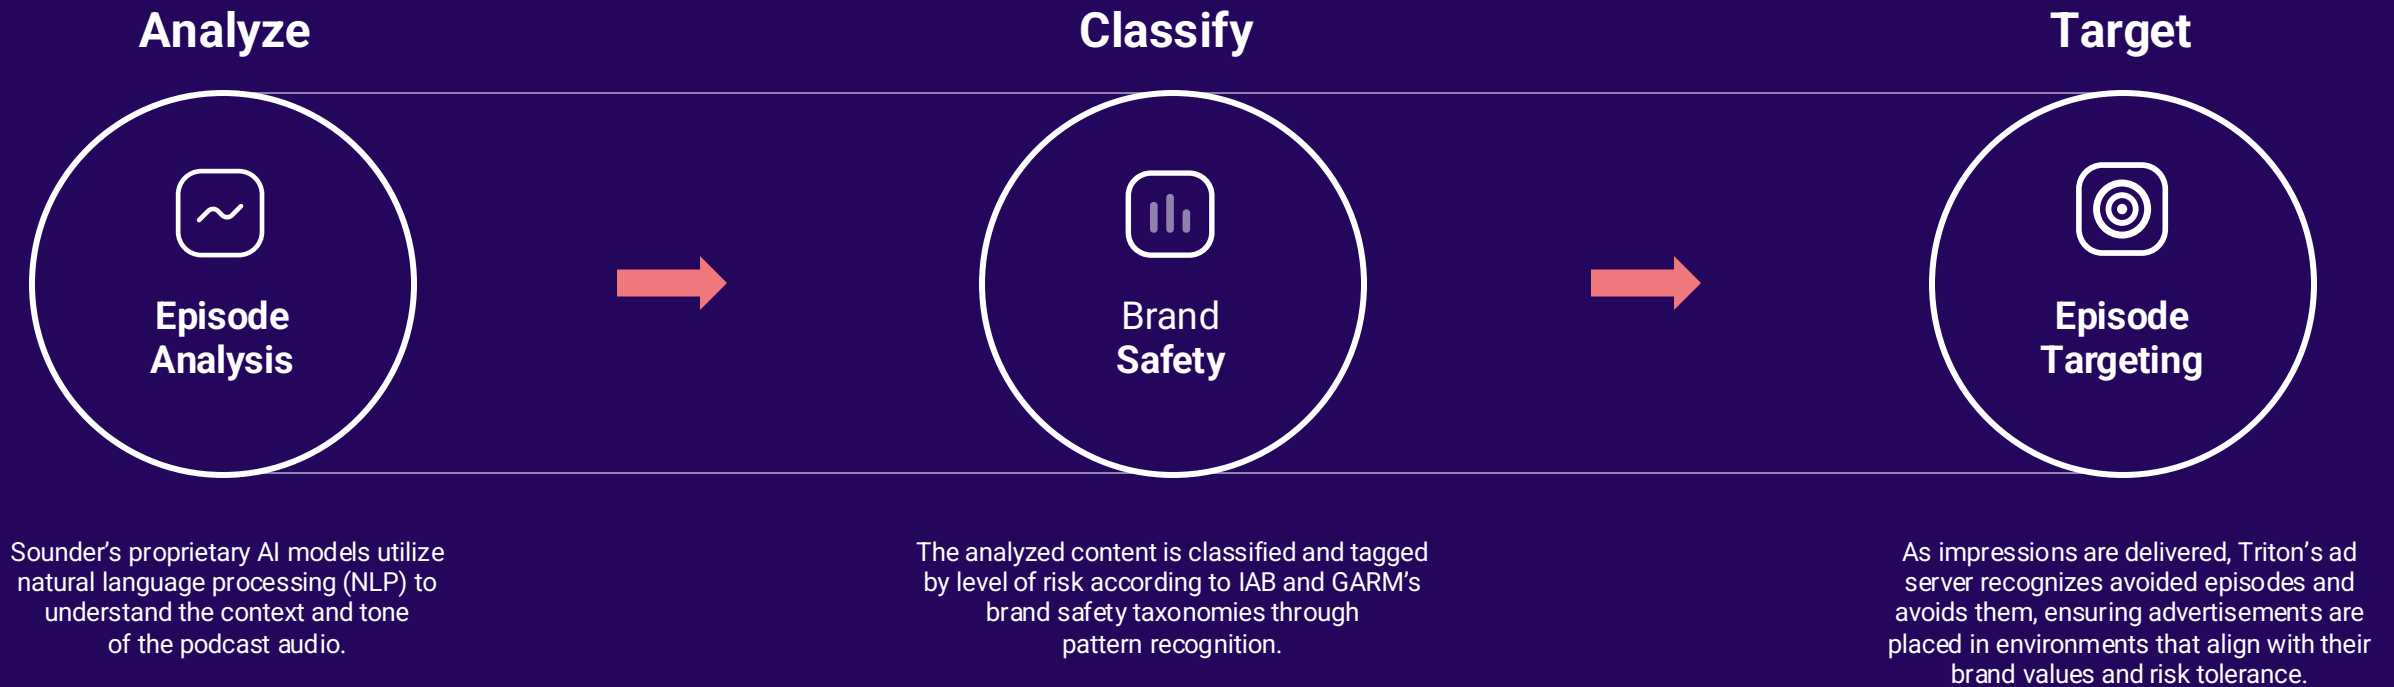 Analyze
Episode
Analysis
Sounder’s proprietary AI models utilize
natural language processing (NLP) to
understand the context and tone
of the podcast audio.
Classify
Brand
Safety
The analyzed content is classified and tagged
by level of risk according to IAB and GARM’s
brand safety taxonomies through
pattern recognition.
Target
Episode
Targeting
As impressions are delivered, Triton’s ad
server recognizes avoided episodes and
avoids them, ensuring advertisements are
placed in environments that align with their
brand values and risk tolerance.